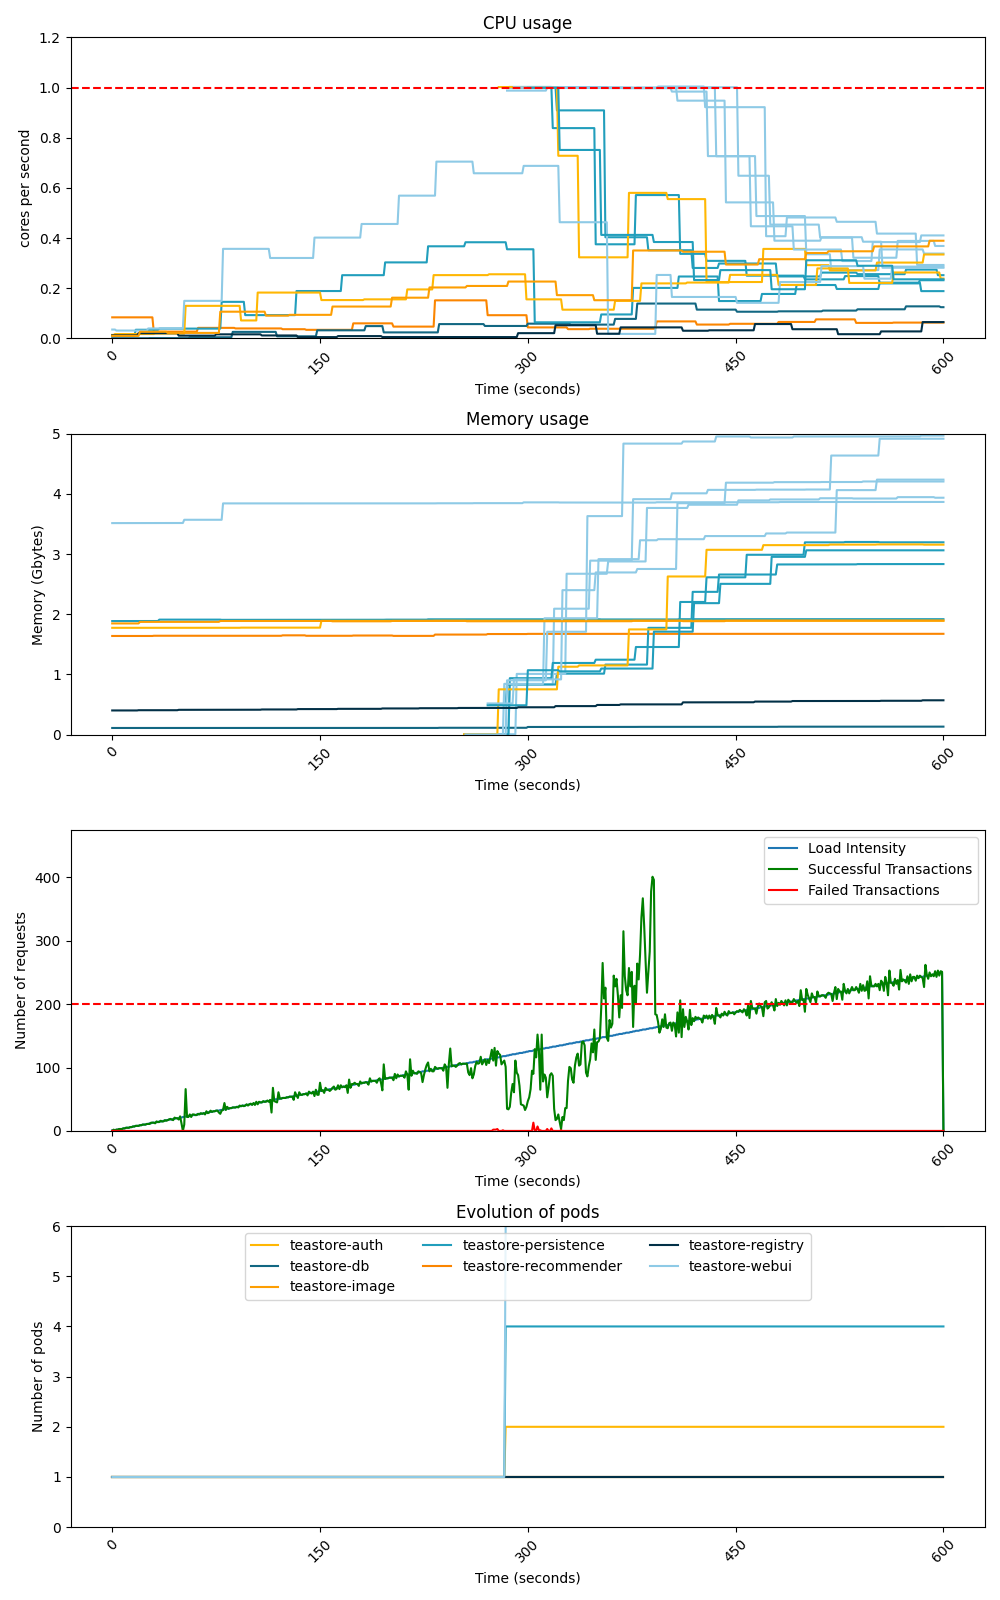 CPU usage
1.2
1.0
0.8
0.6
0.4
0.2
0.0
cores per second
0
150
300
450
600
Time (seconds)
Memory usage
5
4
3
2
1
0
Memory (Gbytes)
0
150
300
450
600
Time (seconds)
400
300
200
100
0
Number of requests
Load Intensity
Successful Transactions
Failed Transactions
0
150
300
450
600
Time (seconds)
Evolution of pods
6
5
4
3
2
1
0
Number of pods
teastore-auth
teastore-db
teastore-image
teastore-persistence
teastore-recommender
teastore-registry
teastore-webui
0
150
300
450
600
Time (seconds)